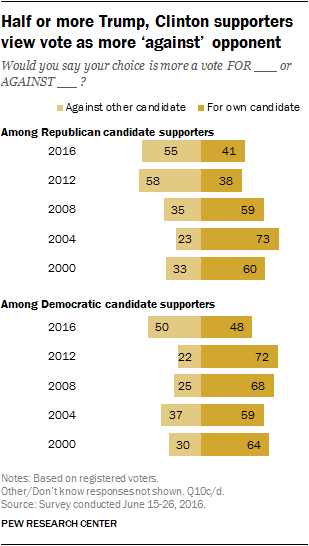 Half or more Trump, Clinton supporters
view vote as more ‘against’ opponent
Would you say your choice is more a vote FOR ___ or
AGAINST ___ ?
Against other candidate For own candidate
Among Republican candidate supporters
2016 55 41
2012 58 38
2008 35 59
2004 23 73
2000 33 60
Among Democratic candidate supporters
2016 50 48
2012 22 72
2008 25 68
2004 37 59
2000 30 64
Notes: Based on registered voters.
Other/Don’t know responses not shown. Q10c/d.
Source: Survey conducted June 15-26, 2016.
PEW RESEARCH CENTER